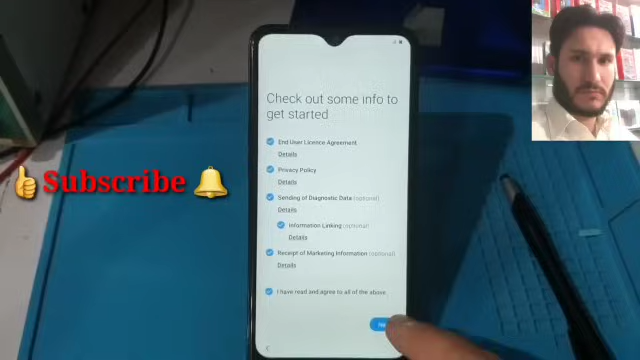 Check out some info to
get started
End User Licence Agreement
Details
Privacy Policy
Details
Sending of Diagnostic Data (optional)
Details
Information Linking (optional)
Details
Receipt of Marketing Information (optional)
Details
I have read and agree to all of the above.
Subscribe